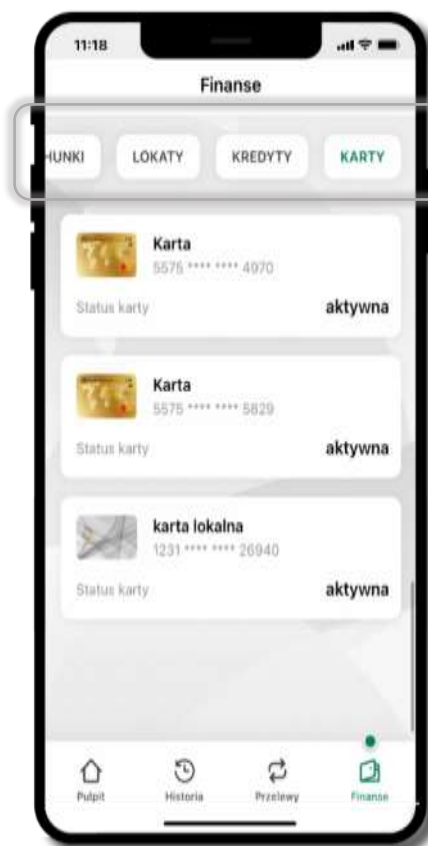 11:18
Finanse
HUNKI LOKATY KREDYTY KARTY
Karta
5575 **** **** 4970
Status karty aktywna
Karta
5575 **** **** 5829
Status karty aktywna
karta lokalna
1231 **** **** 26940
Status karty aktywna
Pulpit Historia Przelewy Finanse